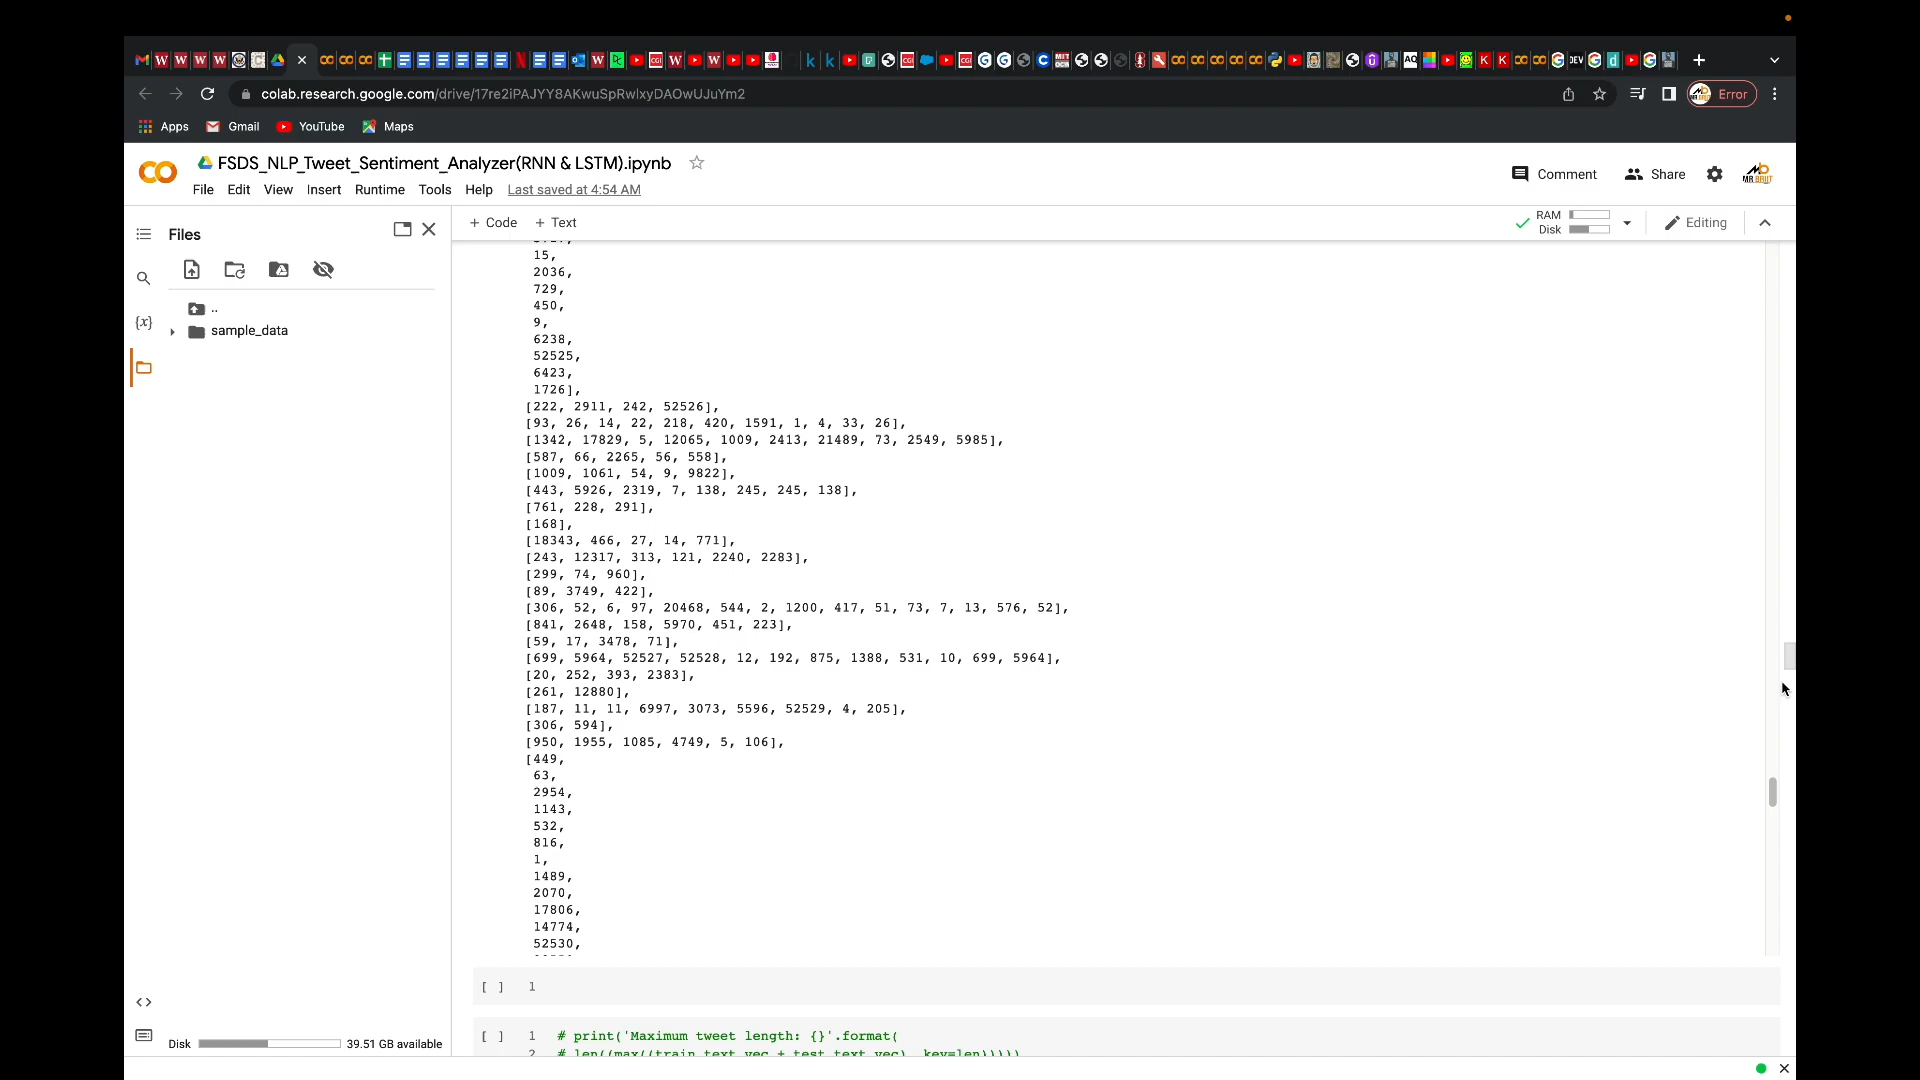 Error
colab.research.google.com/drive/17re2iPAJYY8AKwuSpRwlxyDAOwUJuYm2
Apps Gmail YouTube Maps
FSDS_NLP_Tweet_Sentiment_Analyzer(RNN & LSTM).ipynb
File Edit View Insert Runtime Tools Help Last saved at 4:54 AM
Comment Share
Files
+ Code + Text
RAM
Disk
Editing
..
sample_data
15,
2036,
729,
450,
9,
6238,
52525,
6423,
1726],
[222, 2911, 242, 52526],
[93, 26, 14, 22, 218, 420, 1591, 1, 4, 33, 26],
[1342, 17829, 5, 12065, 1009, 2413, 21489, 73, 2549, 5985],
[587, 66, 2265, 56, 558],
[1009, 1061, 54, 9, 9822],
[443, 5926, 2319, 7, 138, 245, 245, 138],
[761, 228, 291],
[168],
[18343, 466, 27, 14, 771],
[243, 12317, 313, 121, 2240, 2283],
[299, 74, 960],
[89, 3749, 422],
[306, 52, 6, 97, 20468, 544, 2, 1200, 417, 51, 73, 7, 13, 576, 52],
[841, 2648, 158, 5970, 451, 223],
[59, 17, 3478, 71],
[699, 5964, 52527, 52528, 12, 192, 875, 1388, 531, 10, 699, 5964],
[20, 252, 393, 2383],
[261, 12880],
[187, 11, 11, 6997, 3073, 5596, 52529, 4, 205],
[306, 594],
[950, 1955, 1085, 4749, 5, 106],
[449,
63,
2954,
1143,
532,
816,
1,
1489,
2070,
17806,
14774,
52530,
[ ] 1
[ ] 1 # print('Maximum tweet length: {}'.format(
2 # len((max((train_text_vec + test_text_vec), key=len)))))
Disk 39.51 GB available